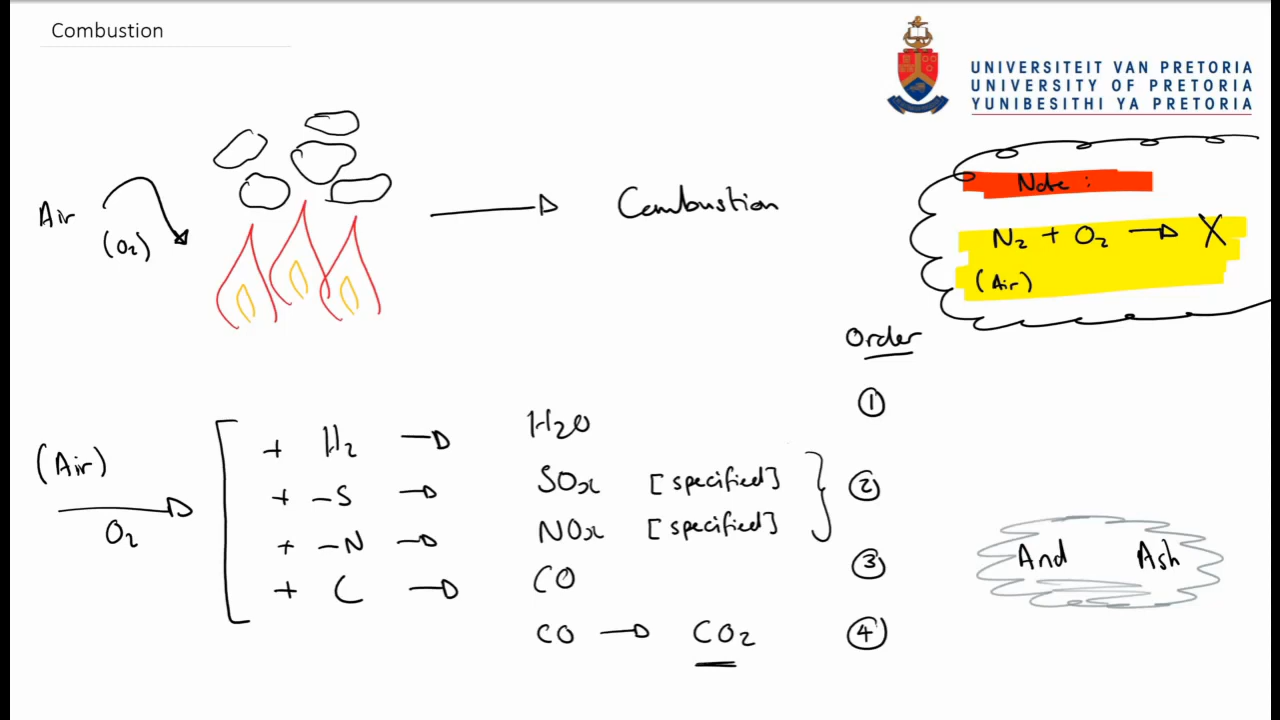 Combustion
UNIVERSITEIT VAN PRETORIA
UNIVERSITY OF PRETORIA
YUNIBESITHI YA PRETORIA
Note :
N₂ + O₂ → X
(Air)
Air
(O₂)
→ Combustion
Order
(Air)
O₂
+ H₂ → H₂O ①
+ -S → SOx [specified] ②
+ -N → NOx [specified]
+ C → CO ③
CO → CO₂ ④
And Ash